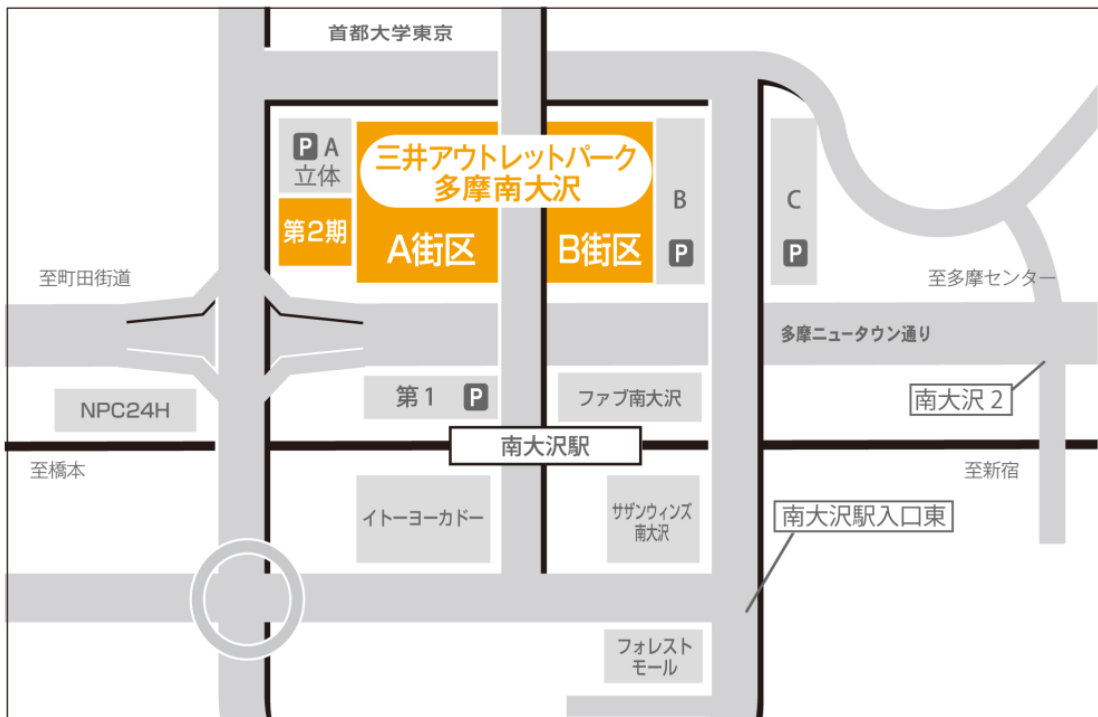 首都大学東京
P A
立体
三井アウトレットパーク
多摩南大沢
第2期
A街区
B街区
B
P
C
P
至町田街道
至多摩センター
多摩ニュータウン通り
NPC24H
第1 P
ファブ南大沢
南大沢2
南大沢駅
至橋本
至新宿
イトーヨーカドー
サザンウィンズ
南大沢
南大沢駅入口東
フォレスト
モール